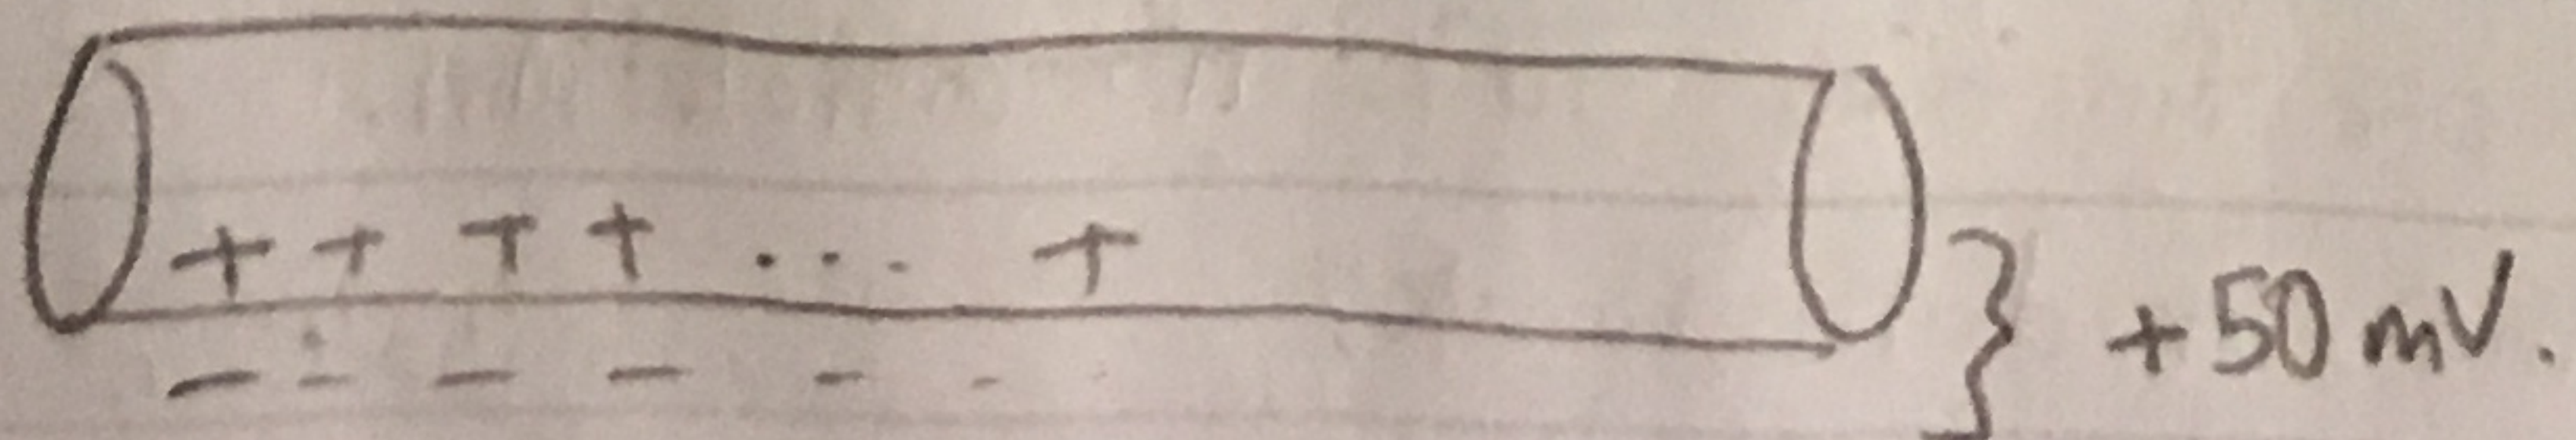 + + + + ... +
- - - - - -
+50 mV.